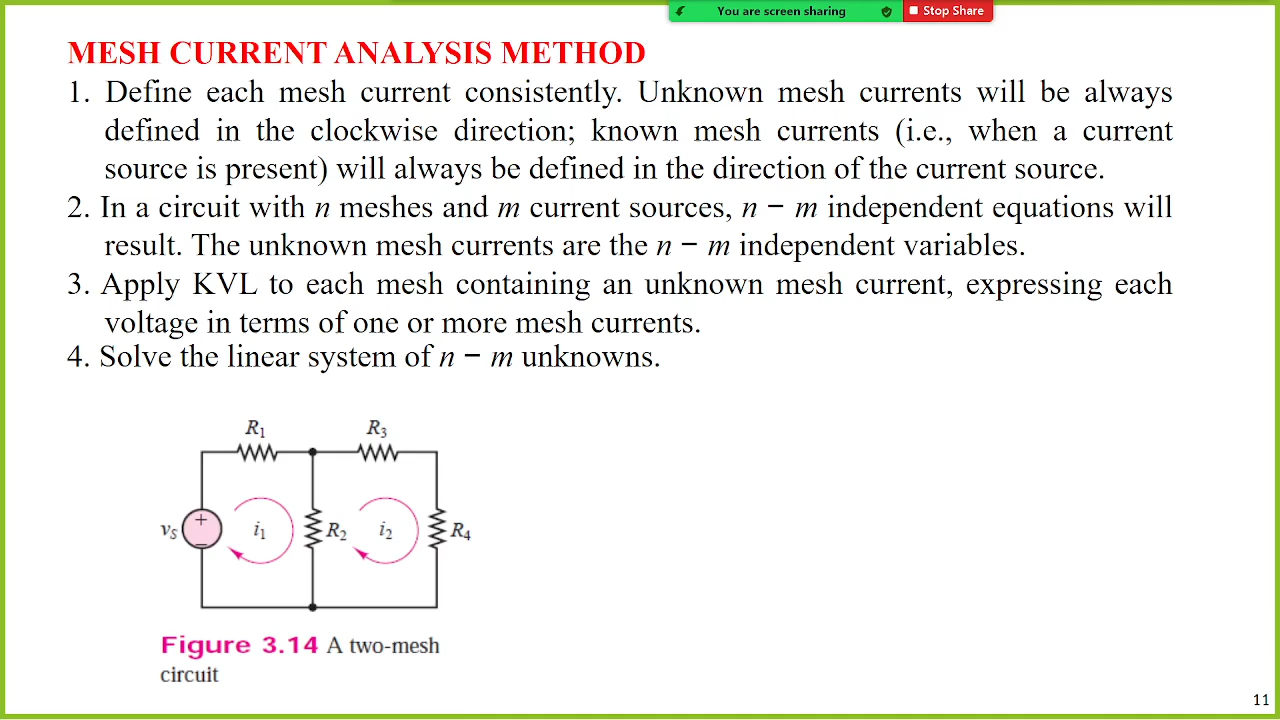 You are screen sharing
Stop Share
MESH CURRENT ANALYSIS METHOD
1. Define each mesh current consistently. Unknown mesh currents will be always
defined in the clockwise direction; known mesh currents (i.e., when a current
source is present) will always be defined in the direction of the current source.
2. In a circuit with n meshes and m current sources, n − m independent equations will
result. The unknown mesh currents are the n − m independent variables.
3. Apply KVL to each mesh containing an unknown mesh current, expressing each
voltage in terms of one or more mesh currents.
4. Solve the linear system of n − m unknowns.
R1 R3
+
vS i1 R2 i2 R4
−
Figure 3.14 A two-mesh
circuit
11